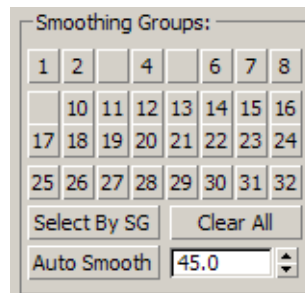 Smoothing Groups:
1 2 4 6 7 8
10 11 12 13 14 15 16
17 18 19 20 21 22 23 24
25 26 27 28 29 30 31 32
Select By SG Clear All
Auto Smooth 45.0